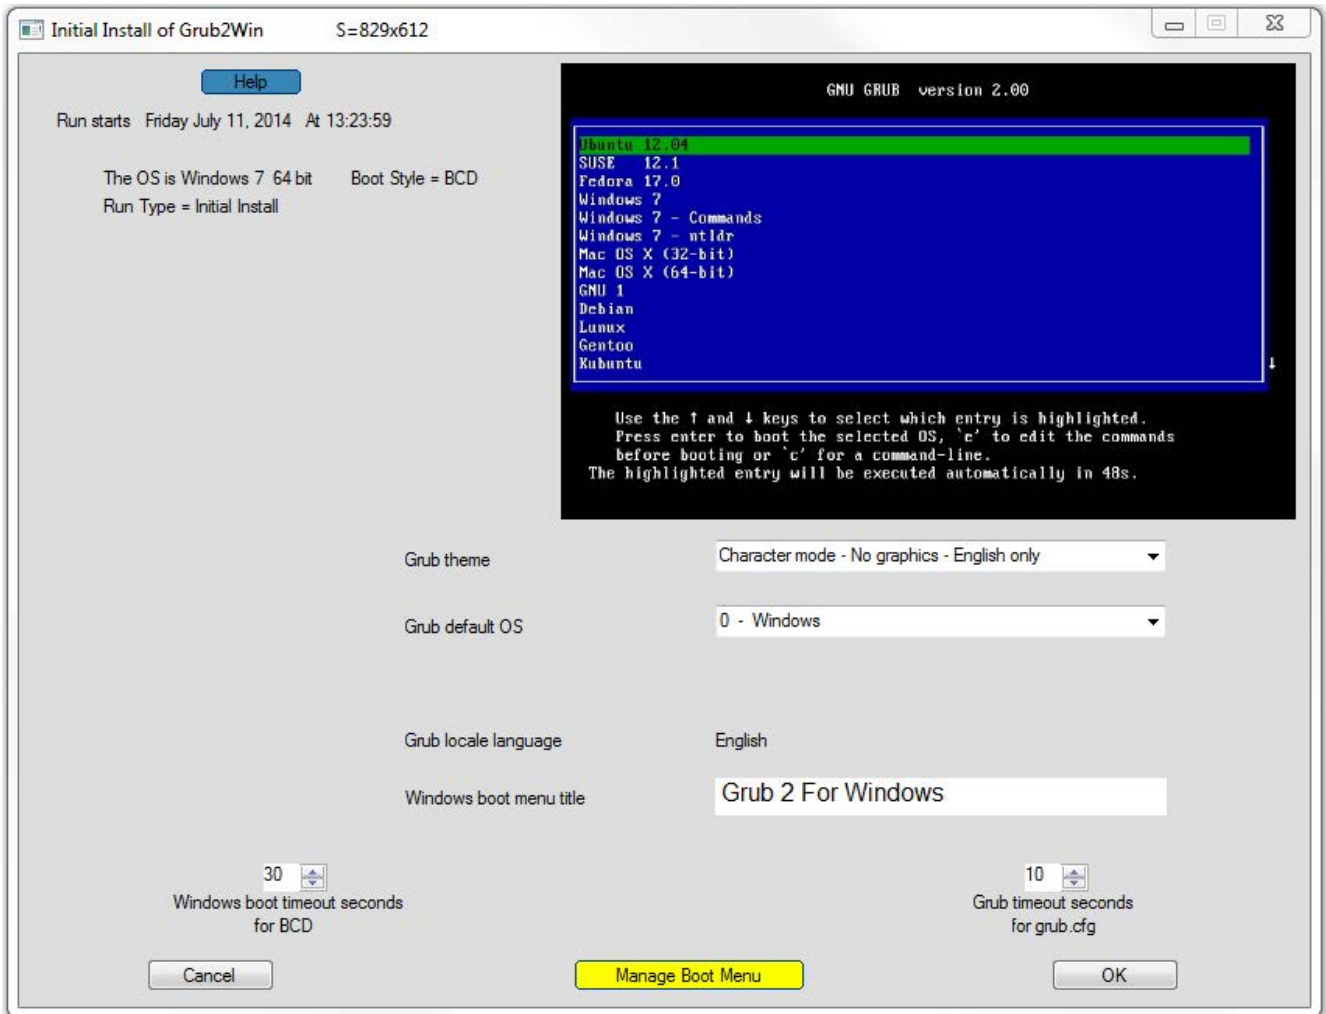 Initial Install of Grub2Win S=829x612
Help
Run starts Friday July 11, 2014 At 13:23:59
The OS is Windows 7 64 bit Boot Style = BCD
Run Type = Initial Install
GNU GRUB version 2.00
Ubuntu 12.04
SUSE 12.1
Fedora 17.0
Windows 7
Windows 7 - Commands
Windows 7 - ntldr
Mac OS X (32-bit)
Mac OS X (64-bit)
GNU 1
Debian
Lunux
Gentoo
Kubuntu
Use the ↑ and ↓ keys to select which entry is highlighted.
Press enter to boot the selected OS, `e' to edit the commands
before booting or `c' for a command-line.
The highlighted entry will be executed automatically in 48s.
Grub theme Character mode - No graphics - English only
Grub default OS 0 - Windows
Grub locale language English
Windows boot menu title Grub 2 For Windows
30
Windows boot timeout seconds
for BCD
10
Grub timeout seconds
for grub.cfg
Cancel Manage Boot Menu OK